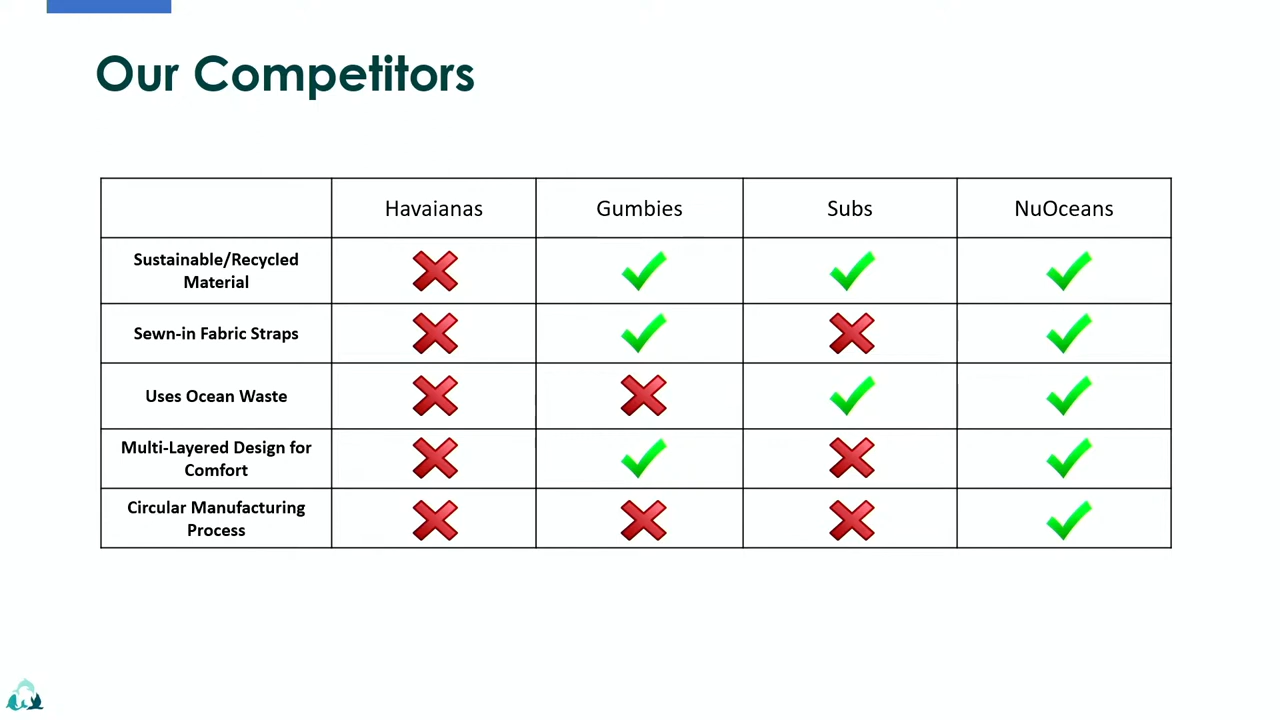 Our Competitors
Havaianas
Gumbies
Subs
NuOceans
Sustainable/Recycled
Material
Sewn-in Fabric Straps
Uses Ocean Waste
Multi-Layered Design for
Comfort
Circular Manufacturing
Process